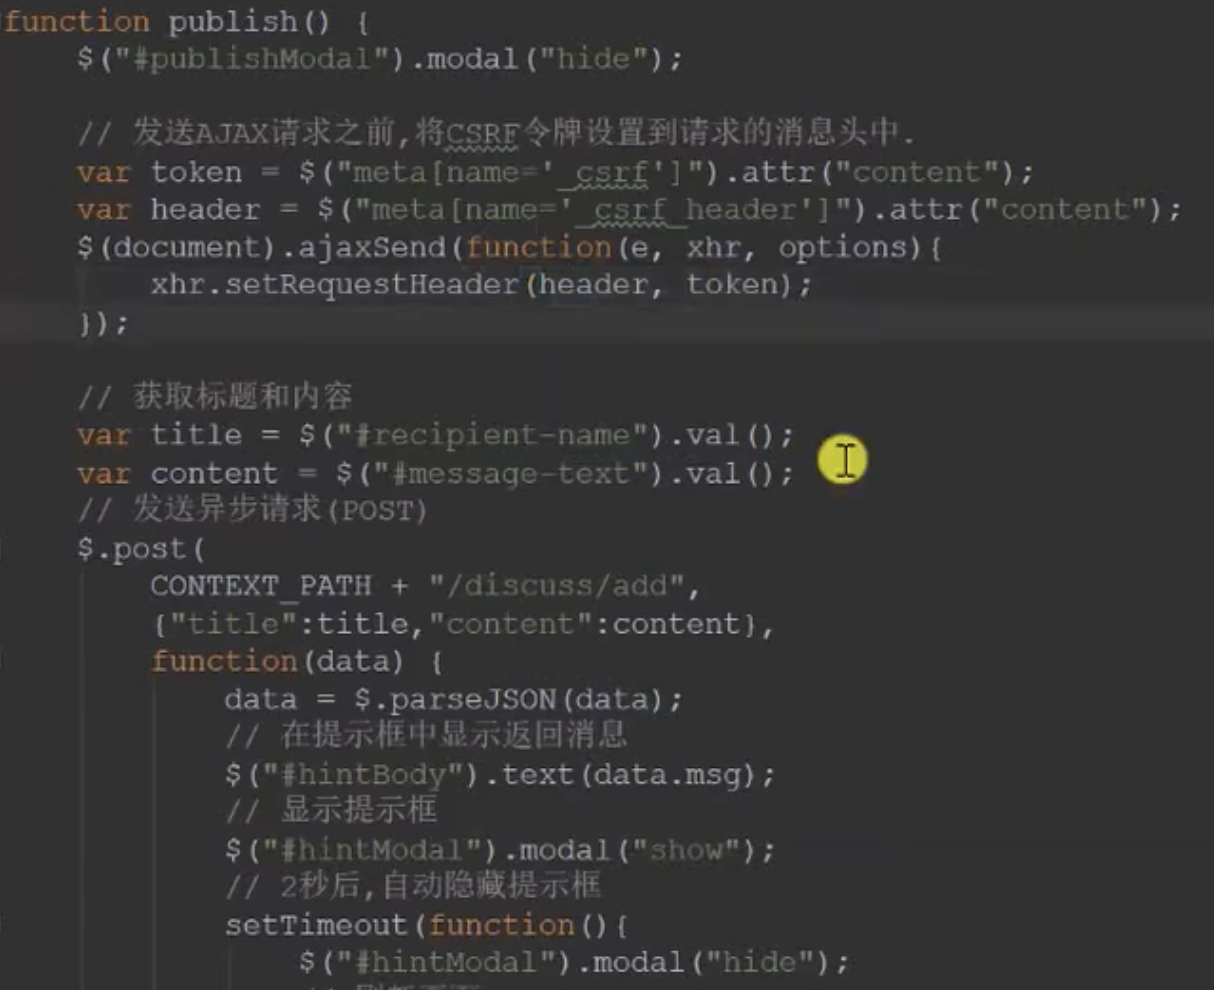 function publish() {
$("#publishModal").modal("hide");
// 发送AJAX请求之前,将CSRF令牌设置到请求的消息头中.
var token = $("meta[name='_csrf']").attr("content");
var header = $("meta[name='_csrf_header']").attr("content");
$(document).ajaxSend(function(e, xhr, options){
xhr.setRequestHeader(header, token);
});
// 获取标题和内容
var title = $("#recipient-name").val();
var content = $("#message-text").val();
// 发送异步请求(POST)
$.post(
CONTEXT_PATH + "/discuss/add",
{"title":title,"content":content},
function(data) {
data = $.parseJSON(data);
// 在提示框中显示返回消息
$("#hintBody").text(data.msg);
// 显示提示框
$("#hintModal").modal("show");
// 2秒后,自动隐藏提示框
setTimeout(function(){
$("#hintModal").modal("hide");